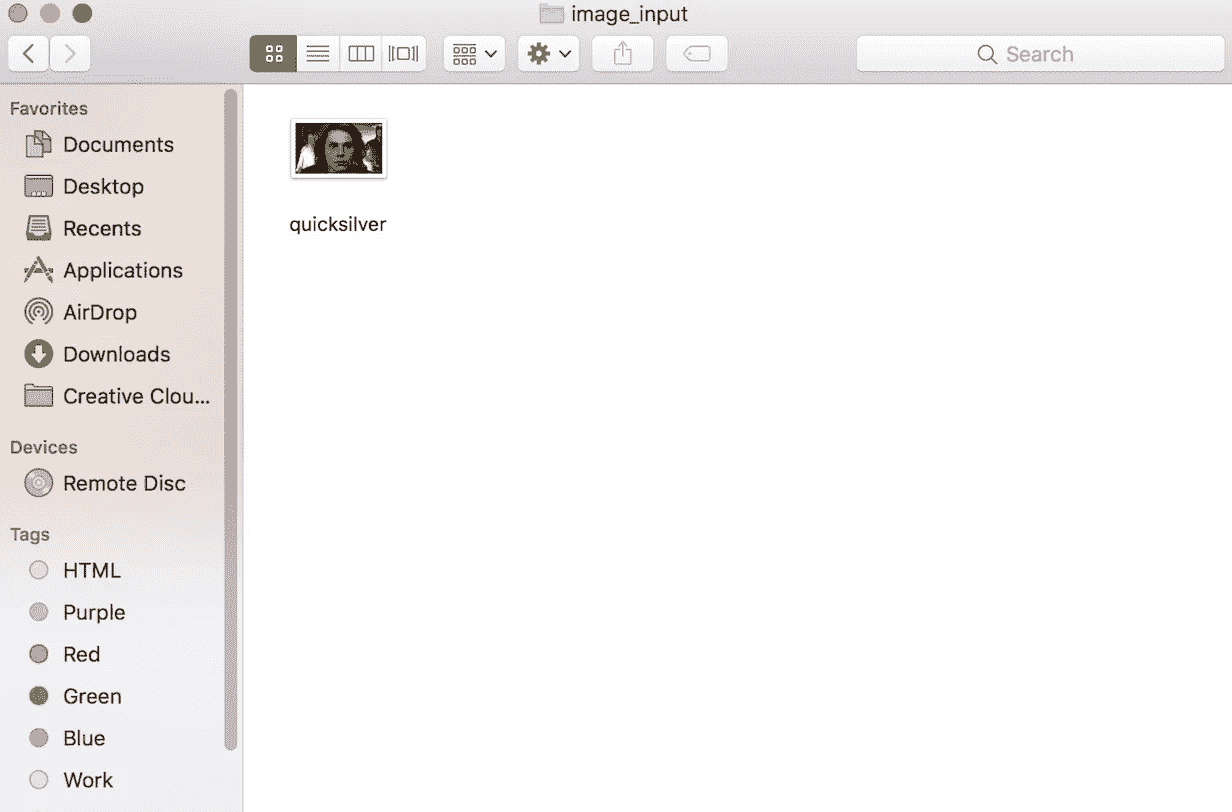 image_input
Search
Favorites
Documents
Desktop
Recents
Applications
AirDrop
Downloads
Creative Clou...
Devices
Remote Disc
Tags
HTML
Purple
Red
Green
Blue
Work
quicksilver